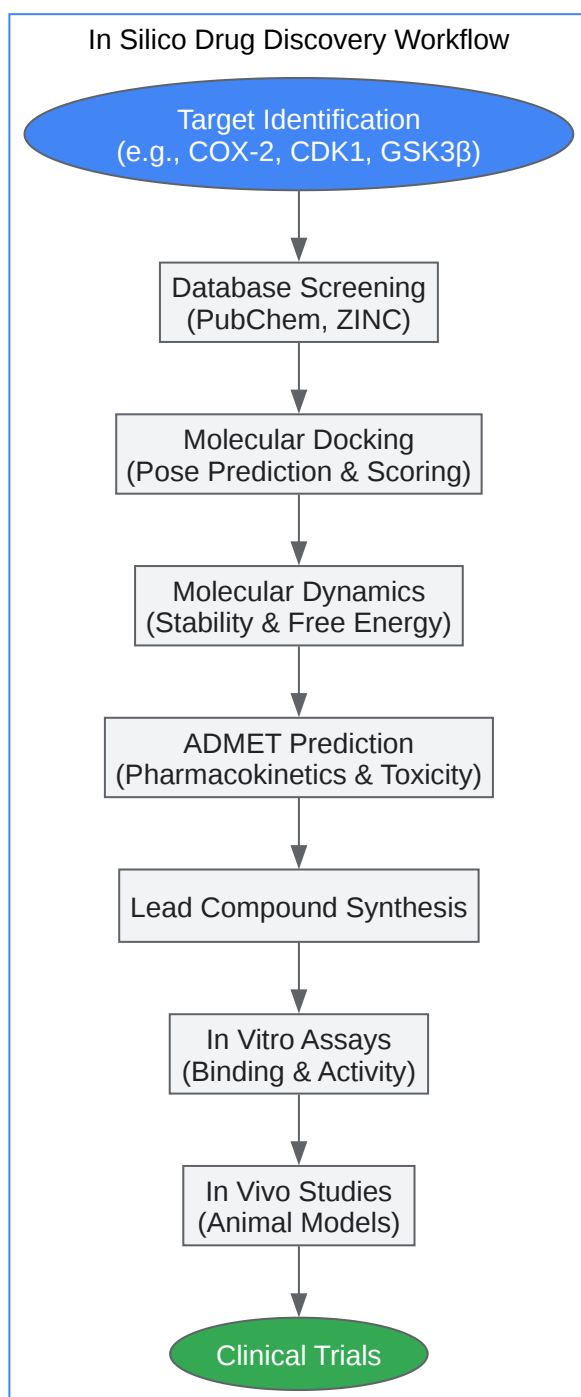 In Silico Drug Discovery Workflow
Target Identification
(e.g., COX-2, CDK1, GSK3β)
Database Screening
(PubChem, ZINC)
Molecular Docking
(Pose Prediction & Scoring)
Molecular Dynamics
(Stability & Free Energy)
ADMET Prediction
(Pharmacokinetics & Toxicity)
Lead Compound Synthesis
In Vitro Assays
(Binding & Activity)
In Vivo Studies
(Animal Models)
Clinical Trials